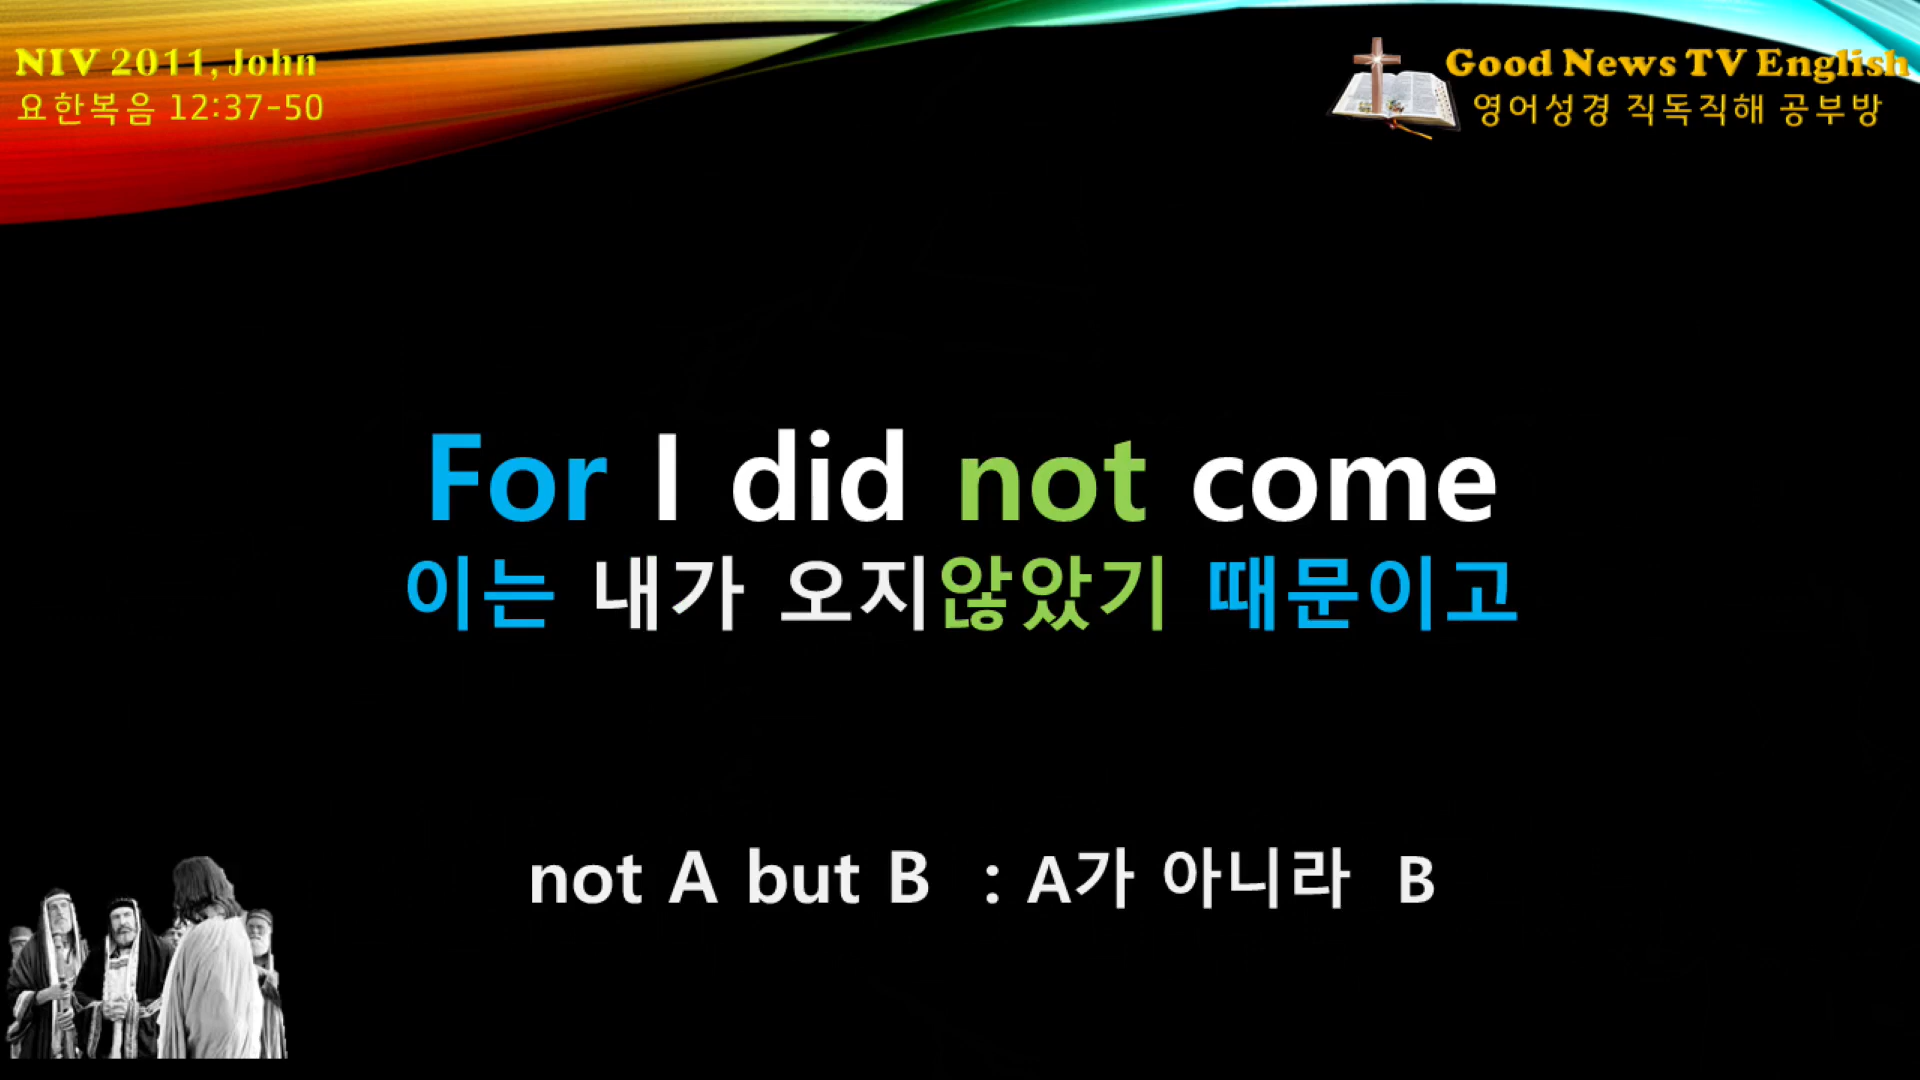 NIV 2011, John
요한복음 12:37-50
Good News TV English
영어성경 직독직해 공부방
For I did not come
이는 내가 오지않았기 때문이고
not A but B : A가 아니라 B